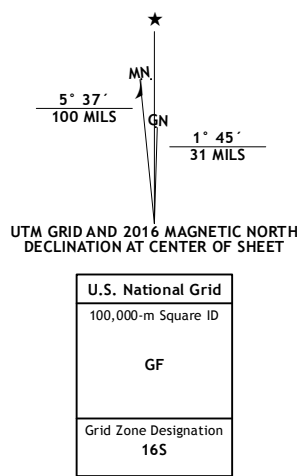 ★
MN
5° 37´
100 MILS
GN
1° 45´
31 MILS
UTM GRID AND 2016 MAGNETIC NORTH
DECLINATION AT CENTER OF SHEET
U.S. National Grid
100,000-m Square ID
GF
Grid Zone Designation
16S